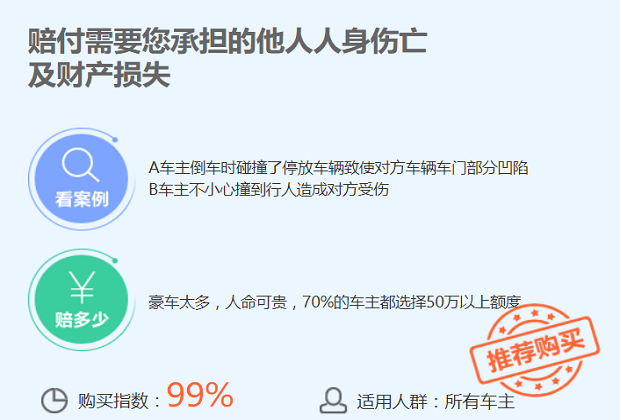 赔付需要您承担的他人人身伤亡
及财产损失
看案例
A车主倒车时碰撞了停放车辆致使对方车辆车门部分凹陷
B车主不小心撞到行人造成对方受伤
¥
赔多少
豪车太多，人命可贵，70%的车主都选择50万以上额度
推荐购买
购买指数：99%
适用人群：所有车主